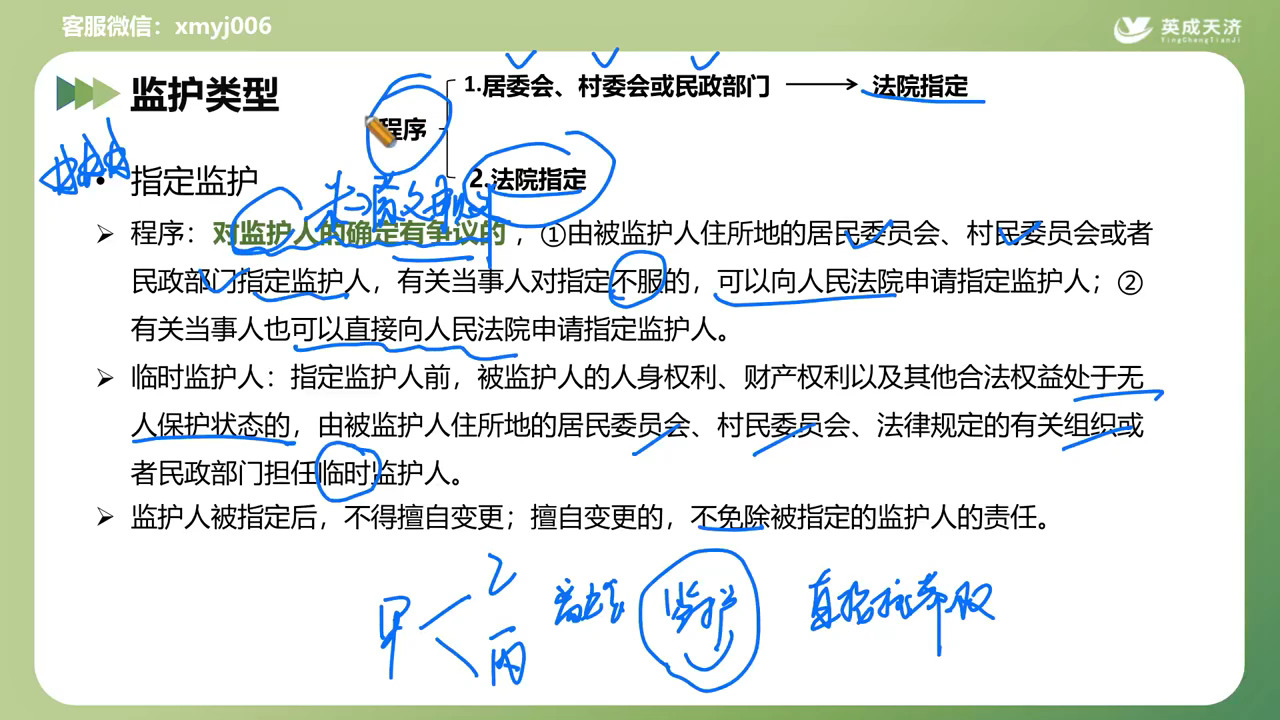 客服微信：xmyj006
英成天济
YingChengTianJi
监护类型
程序
1.居委会、村委会或民政部门
法院指定
2.法院指定
• 指定监护
程序：对监护人的确定有争议的，①由被监护人住所地的居民委员会、村民委员会或者
民政部门指定监护人，有关当事人对指定不服的，可以向人民法院申请指定监护人；②
有关当事人也可以直接向人民法院申请指定监护人。
临时监护人：指定监护人前，被监护人的人身权利、财产权利以及其他合法权益处于无
人保护状态的，由被监护人住所地的居民委员会、村民委员会、法律规定的有关组织或
者民政部门担任临时监护人。
监护人被指定后，不得擅自变更；擅自变更的，不免除被指定的监护人的责任。
甲
乙
丙
监护